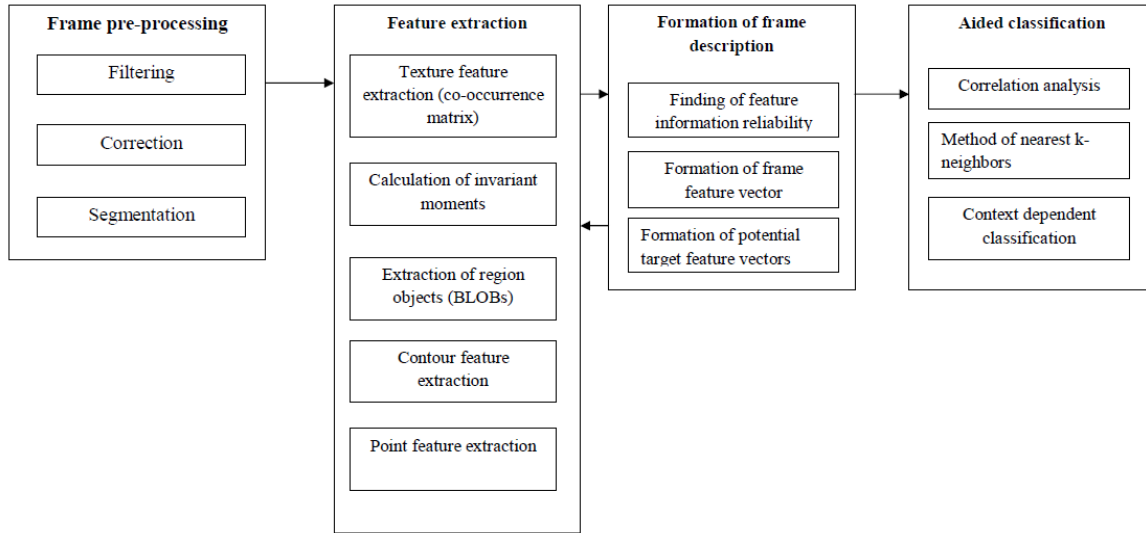 Frame pre-processing
Filtering
Correction
Segmentation
Feature extraction
Texture feature
extraction (co-occurrence
matrix)
Calculation of invariant
moments
Extraction of region
objects (BLOBs)
Contour feature
extraction
Point feature extraction
Formation of frame
description
Finding of feature
information reliability
Formation of frame
feature vector
Formation of potential
target feature vectors
Aided classification
Correlation analysis
Method of nearest k-
neighbors
Context dependent
classification